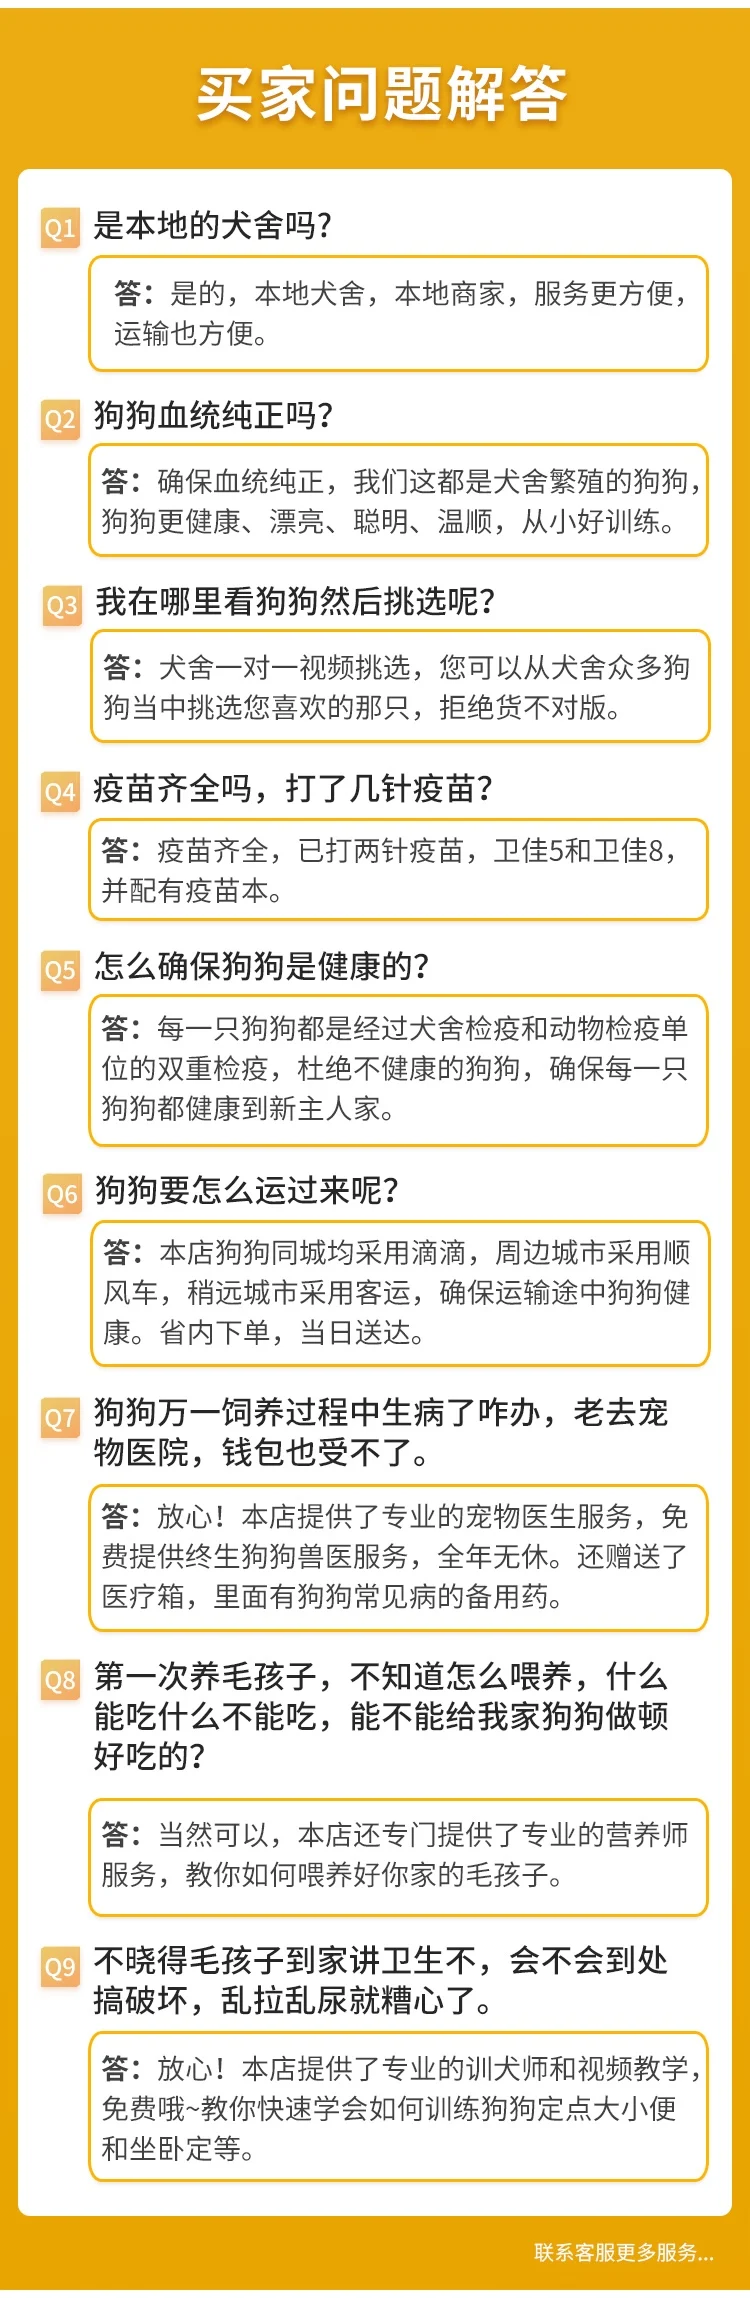 买家问题解答
Q1 是本地的犬舍吗?
答：是的，本地犬舍，本地商家，服务更方便，
运输也方便。
Q2 狗狗血统纯正吗？
答：确保血统纯正，我们这都是犬舍繁殖的狗狗，
狗狗更健康、漂亮、聪明、温顺，从小好训练。
Q3 我在哪里看狗狗然后挑选呢？
答：犬舍一对一视频挑选，您可以从犬舍众多狗
狗当中挑选您喜欢的那只，拒绝货不对版。
Q4 疫苗齐全吗，打了几针疫苗？
答：疫苗齐全，已打两针疫苗，卫佳5和卫佳8，
并配有疫苗本。
Q5 怎么确保狗狗是健康的？
答：每一只狗狗都是经过犬舍检疫和动物检疫单
位的双重检疫，杜绝不健康的狗狗，确保每一只
狗狗都健康到新主人家。
Q6 狗狗要怎么运过来呢？
答：本店狗狗同城均采用滴滴，周边城市采用顺
风车，稍远城市采用客运，确保运输途中狗狗健
康。省内下单，当日送达。
Q7 狗狗万一饲养过程中生病了咋办，老去宠
物医院，钱包也受不了。
答：放心！本店提供了专业的宠物医生服务，免
费提供终生狗狗兽医服务，全年无休。还赠送了
医疗箱，里面有狗狗常见病的备用药。
Q8 第一次养毛孩子，不知道怎么喂养，什么
能吃什么不能吃，能不能给我家狗狗做顿
好吃的？
答：当然可以，本店还专门提供了专业的营养师
服务，教你如何喂养好你家的毛孩子。
Q9 不晓得毛孩子到家讲卫生不，会不会到处
搞破坏，乱拉乱尿就糟心了。
答：放心！本店提供了专业的训犬师和视频教学，
免费哦~教你快速学会如何训练狗狗定点大小便
和坐卧定等。
联系客服更多服务...